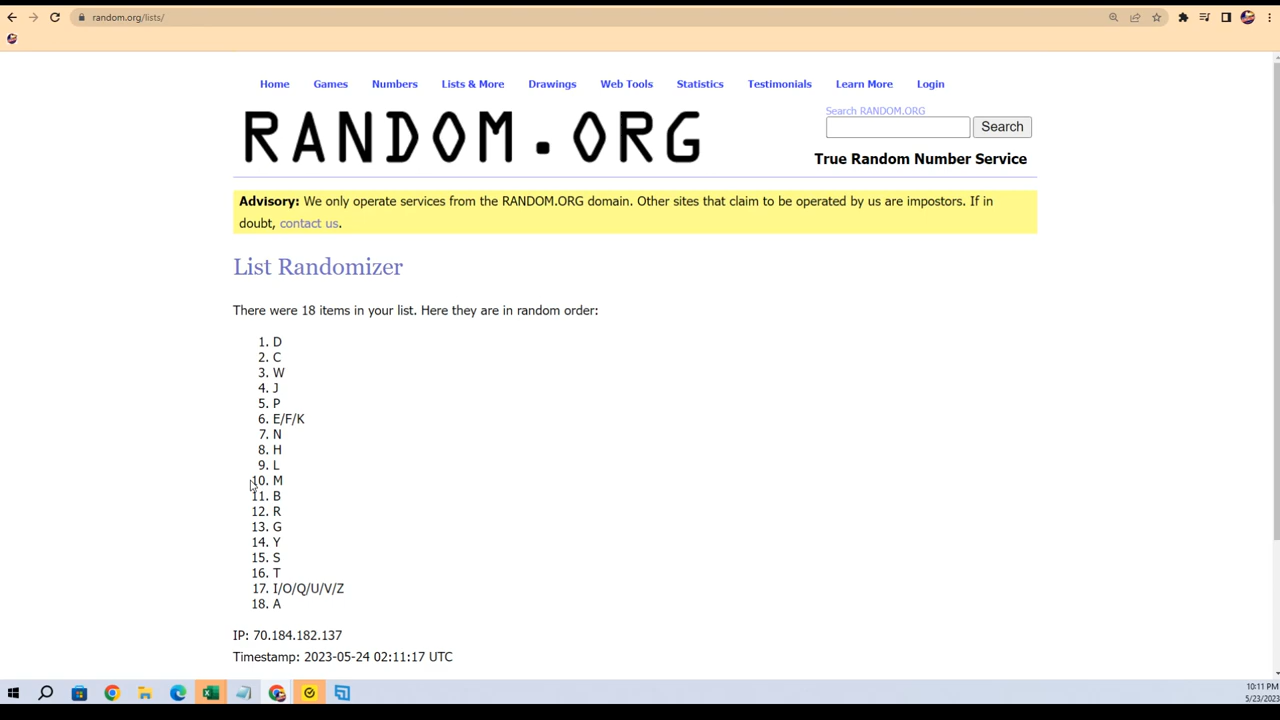 random.org/lists/
Home Games Numbers Lists & More Drawings Web Tools Statistics Testimonials Learn More Login
RANDOM.ORG
Search RANDOM.ORG
Search
True Random Number Service
Advisory: We only operate services from the RANDOM.ORG domain. Other sites that claim to be operated by us are impostors. If in
doubt, contact us.
List Randomizer
There were 18 items in your list. Here they are in random order:
1. D
2. C
3. W
4. J
5. P
6. E/F/K
7. N
8. H
9. L
10. M
11. B
12. R
13. G
14. Y
15. S
16. T
17. I/O/Q/U/V/Z
18. A
IP: 70.184.182.137
Timestamp: 2023-05-24 02:11:17 UTC
10:11 PM
5/23/2023